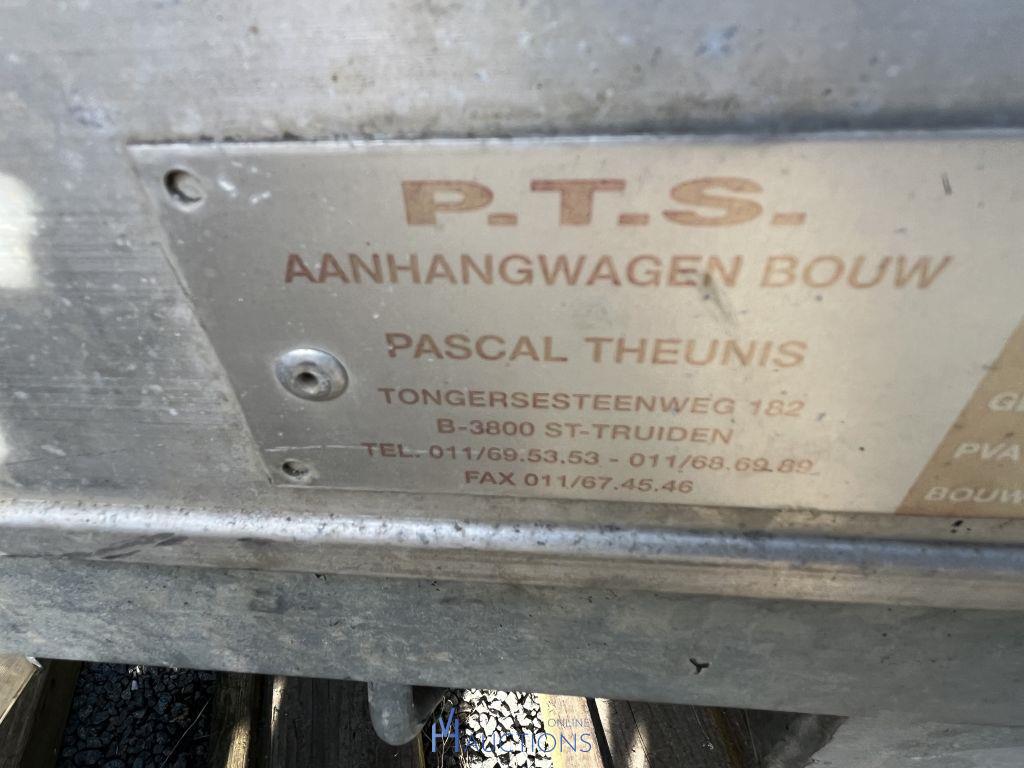 P.T.S.
AANHANGWAGEN BOUW
PASCAL THEUNIS
TONGERSESTEENWEG 182
B-3800 ST-TRUIDEN
TEL. 011/69.53.53 - 011/68.69.89
FAX 011/67.45.46
PVA
BOUW
ONLINE
AUCTIONS